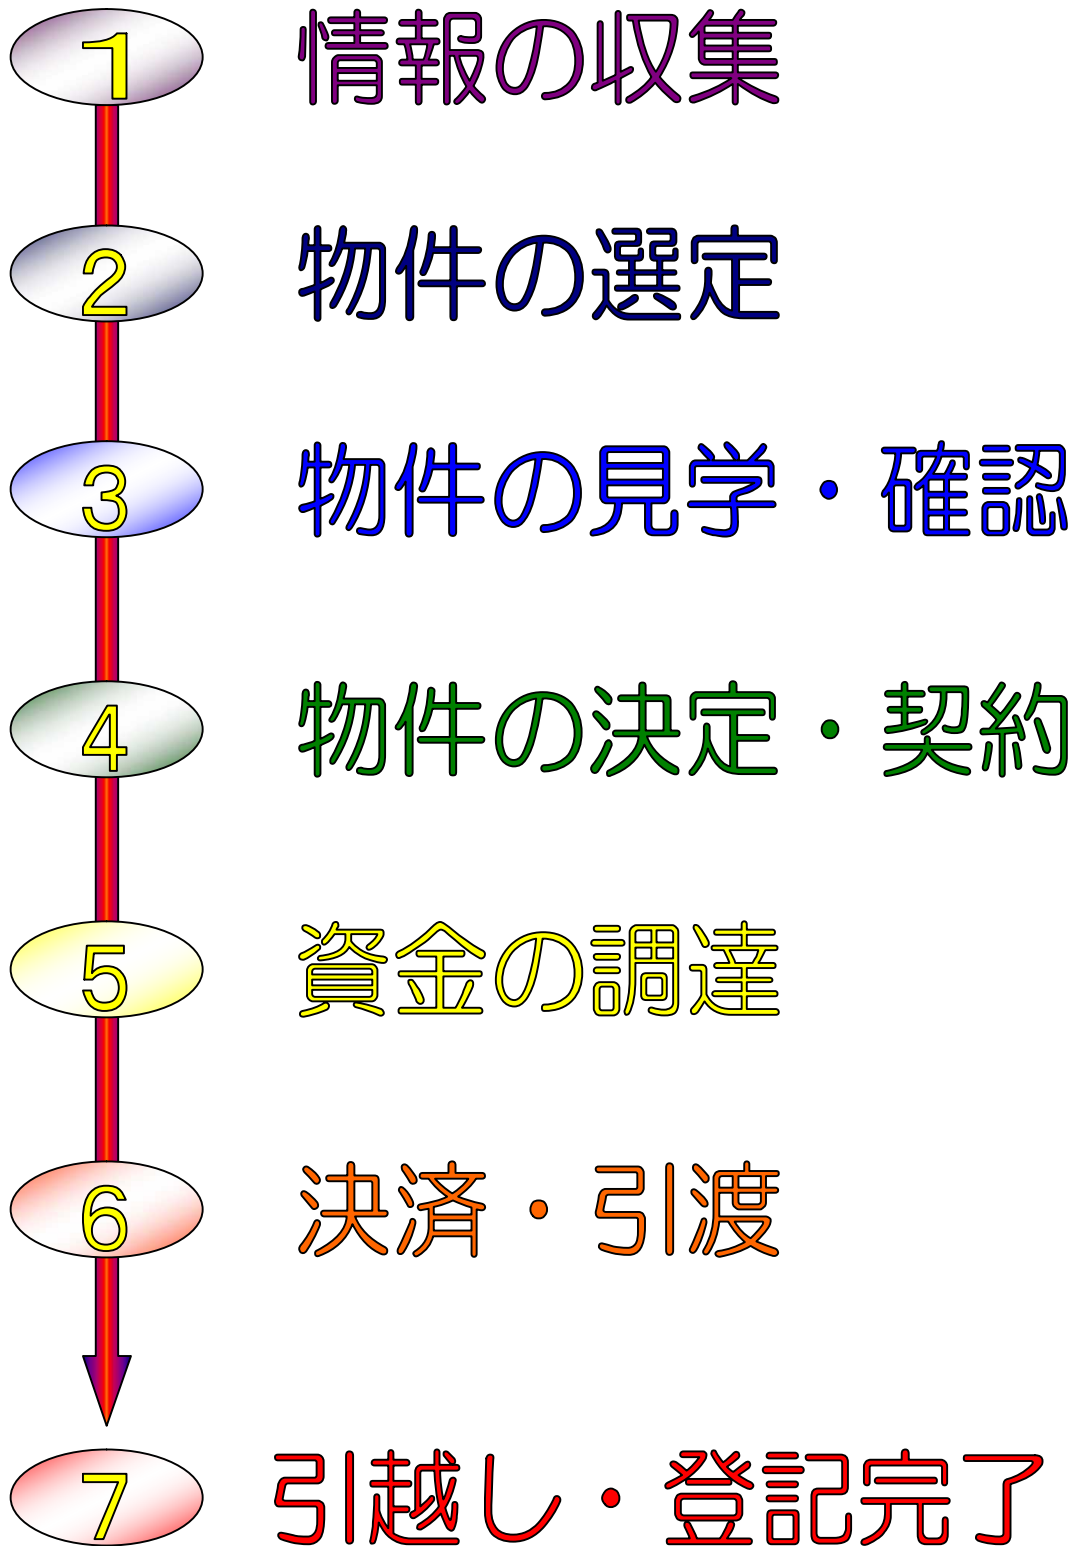 1 情報の収集
2 物件の選定
3 物件の見学・確認
4 物件の決定・契約
5 資金の調達
6 決済・引渡
7 引越し・登記完了